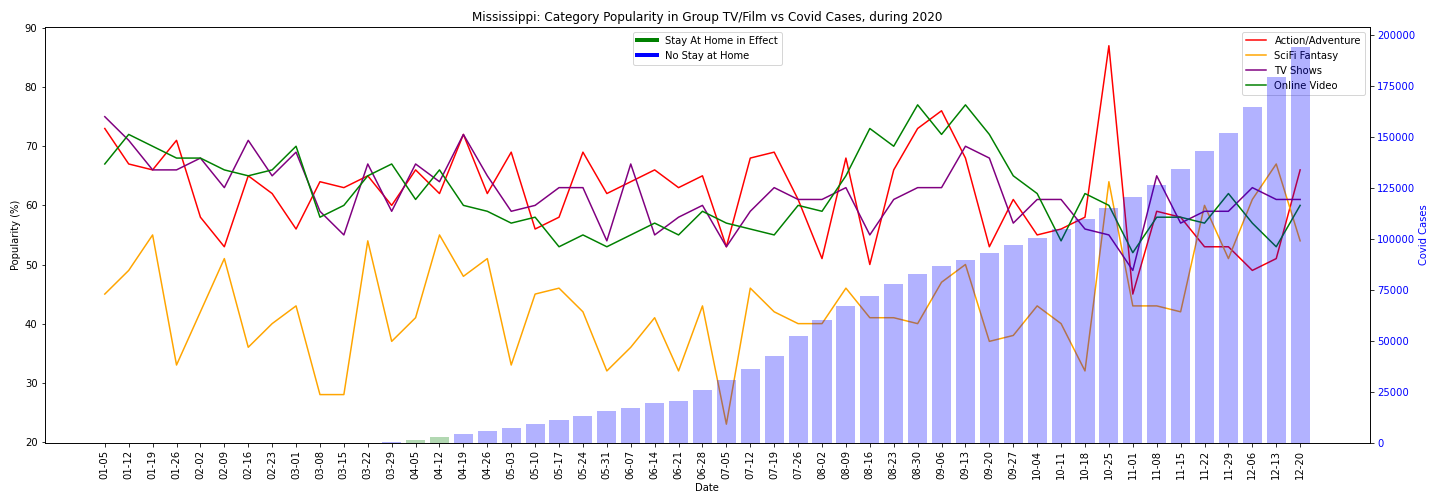 Mississippi: Category Popularity in Group TV/Film vs Covid Cases, during 2020
Stay At Home in Effect
No Stay at Home
Action/Adventure
SciFi Fantasy
TV Shows
Online Video
Popularity (%)
90
80
70
60
50
40
30
20
Covid Cases
200000
175000
150000
125000
100000
75000
50000
25000
0
01-05 01-12 01-19 01-26 02-02 02-09 02-16 02-23 03-01 03-08 03-15 03-22 03-29 04-05 04-12 04-19 04-26 05-03 05-10 05-17 05-24 05-31 06-07 06-14 06-21 06-28 07-05 07-12 07-19 07-26 08-02 08-09 08-16 08-23 08-30 09-06 09-13 09-20 09-27 10-04 10-11 10-18 10-25 11-01 11-08 11-15 11-22 11-29 12-06 12-13 12-20
Date